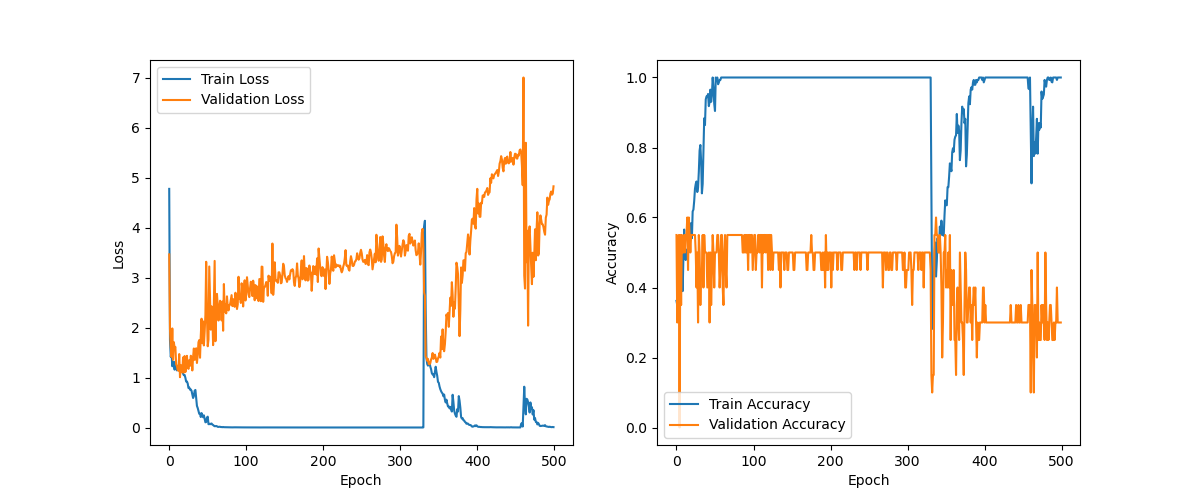 Train Loss
Validation Loss
7
6
5
4
3
2
1
0
Loss
0 100 200 300 400 500
Epoch
1.0
0.8
0.6
0.4
0.2
0.0
Accuracy
Train Accuracy
Validation Accuracy
0 100 200 300 400 500
Epoch